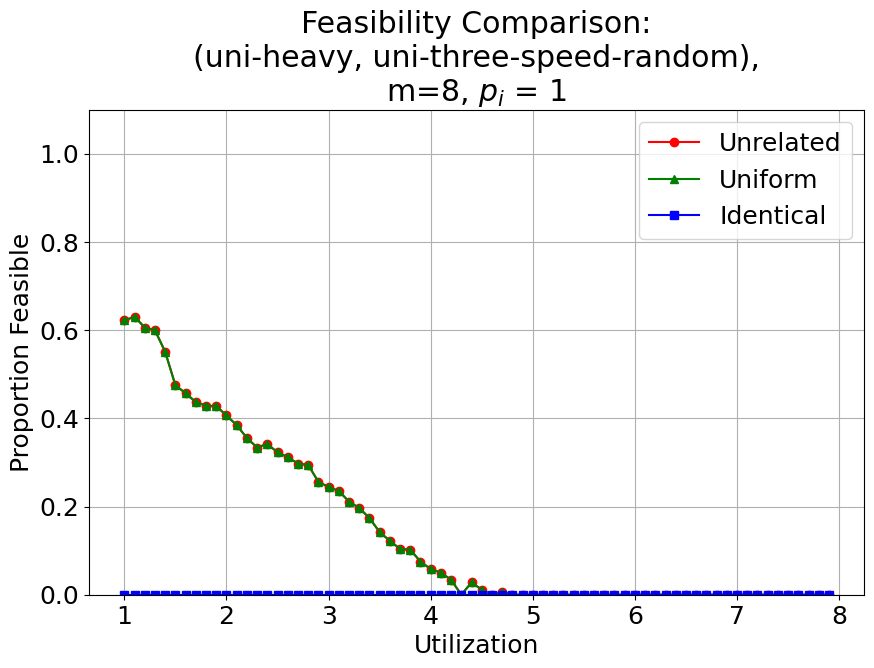 Feasibility Comparison:
(uni-heavy, uni-three-speed-random),
m=8, $p_i$ = 1
Unrelated
Uniform
Identical
Proportion Feasible
1.0
0.8
0.6
0.4
0.2
0.0
1 2 3 4 5 6 7 8
Utilization